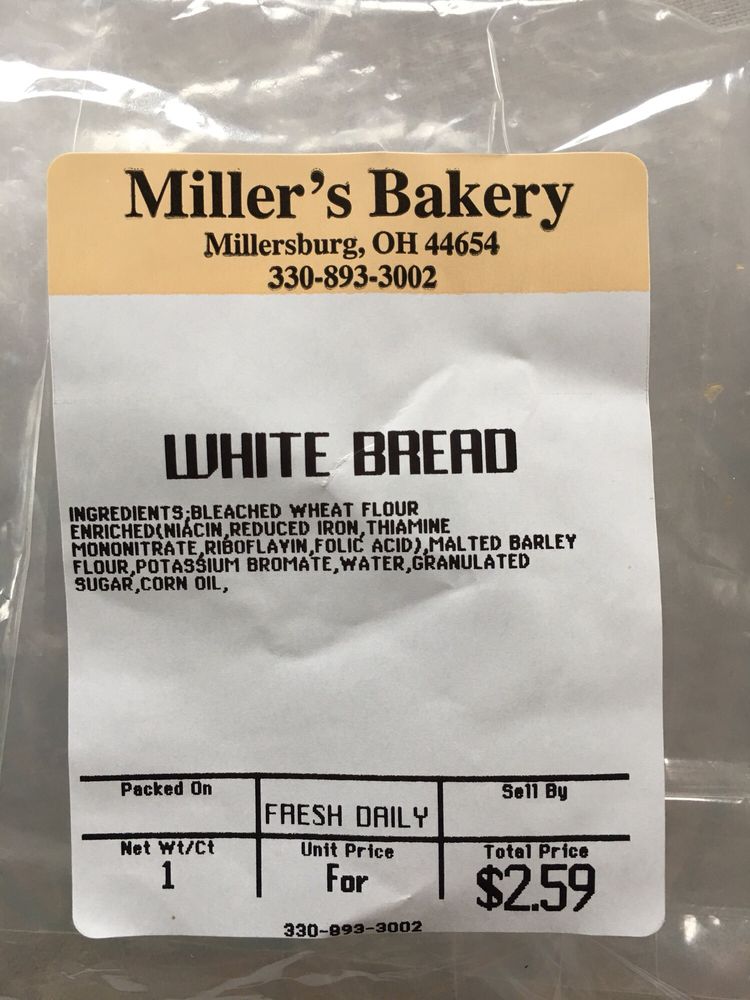 Miller's Bakery
Millersburg, OH 44654
330-893-3002
WHITE BREAD
INGREDIENTS;BLEACHED WHEAT FLOUR
ENRICHED(NIACIN,REDUCED IRON,THIAMINE
MONONITRATE,RIBOFLAVIN,FOLIC ACID),MALTED BARLEY
FLOUR,POTASSIUM BROMATE,WATER,GRANULATED
SUGAR,CORN OIL,
Packed On
FRESH DAILY
Sell By
Net Wt/Ct
Unit Price
Total Price
1
For
$2.59
330-893-3002